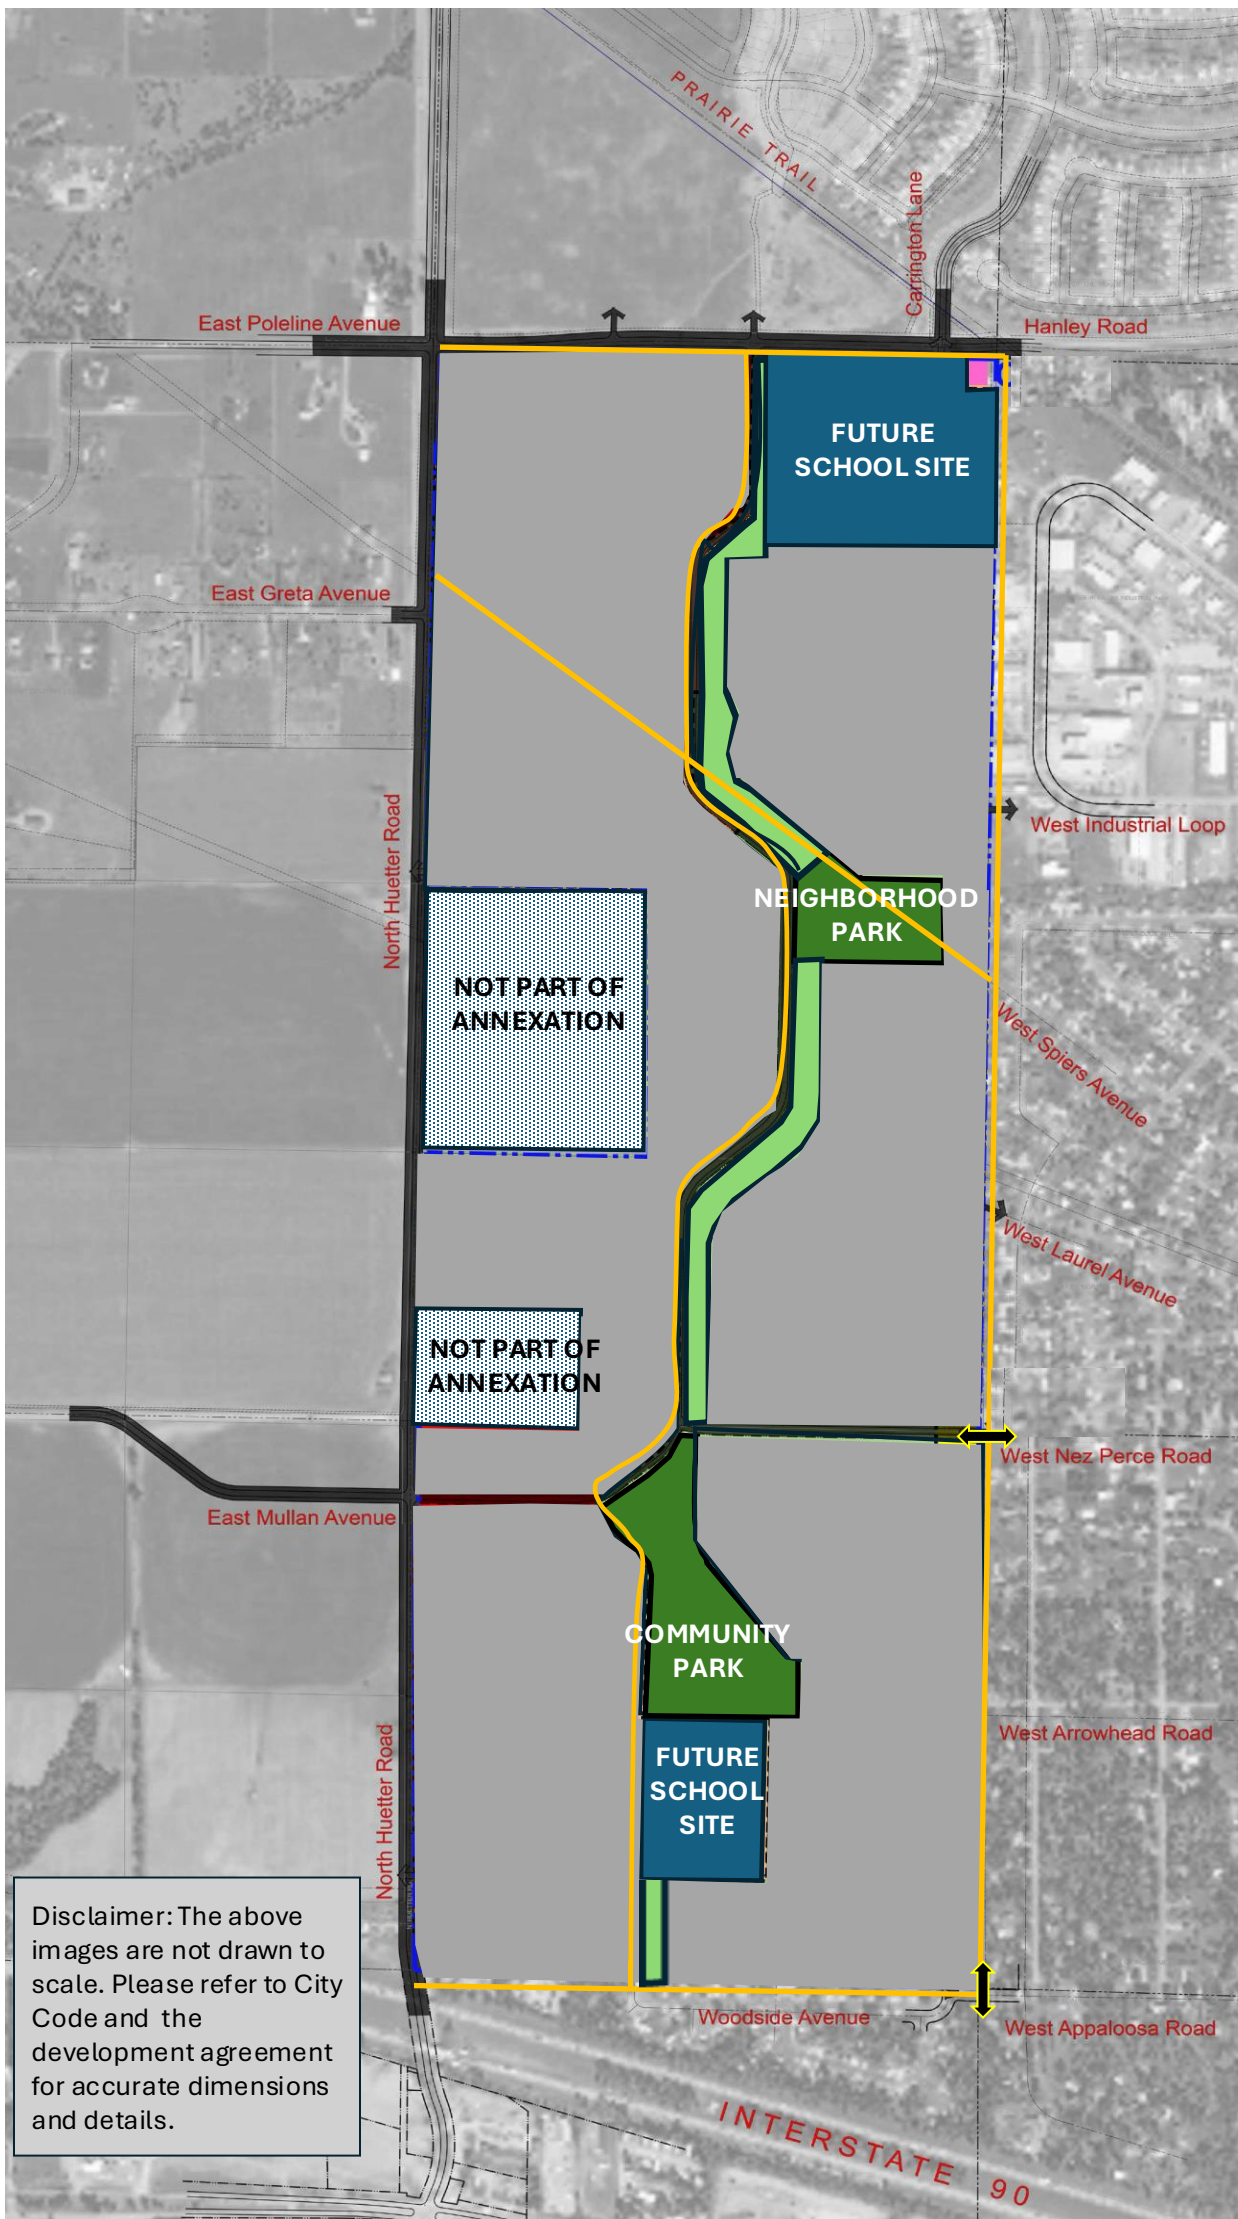 PRAIRIE TRAIL
Carrington Lane
East Poleline Avenue
Hanley Road
FUTURE
SCHOOL SITE
East Greta Avenue
North Huetter Road
West Industrial Loop
NEIGHBORHOOD
PARK
NOT PART OF
ANNEXATION
West Spiers Avenue
West Laurel Avenue
NOT PART OF
ANNEXATION
West Nez Perce Road
East Mullan Avenue
COMMUNITY
PARK
West Arrowhead Road
North Huetter Road
FUTURE
SCHOOL
SITE
Disclaimer: The above
images are not drawn to
scale. Please refer to City
Code and the
development agreement
for accurate dimensions
and details.
Woodside Avenue
West Appaloosa Road
INTERSTATE 90